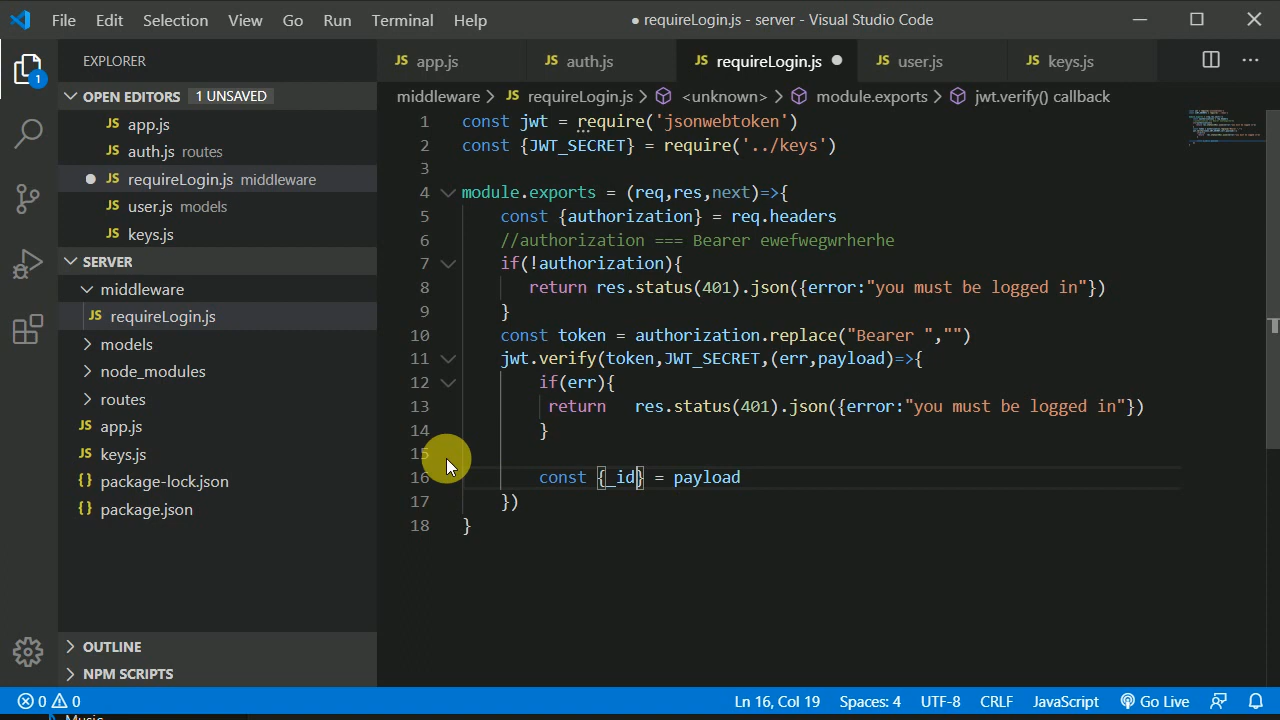 File Edit Selection View Go Run Terminal Help ● requireLogin.js - server - Visual Studio Code
EXPLORER
JS app.js JS auth.js JS requireLogin.js ● JS user.js JS keys.js
OPEN EDITORS 1 UNSAVED
JS app.js
JS auth.js routes
● JS requireLogin.js middleware
JS user.js models
JS keys.js
SERVER
middleware
JS requireLogin.js
models
node_modules
routes
JS app.js
JS keys.js
{} package-lock.json
{} package.json
OUTLINE
NPM SCRIPTS
1
middleware > JS requireLogin.js > <unknown> > module.exports > jwt.verify() callback
1 const jwt = require('jsonwebtoken')
2 const {JWT_SECRET} = require('../keys')
3
4 module.exports = (req,res,next)=>{
5 const {authorization} = req.headers
6 //authorization === Bearer ewefwegwrherhe
7 if(!authorization){
8 return res.status(401).json({error:"you must be logged in"})
9 }
10 const token = authorization.replace("Bearer ","")
11 jwt.verify(token,JWT_SECRET,(err,payload)=>{
12 if(err){
13 return res.status(401).json({error:"you must be logged in"})
14 }
15
16 const {_id} = payload
17 })
18 }
0 0 Ln 16, Col 19 Spaces: 4 UTF-8 CRLF JavaScript Go Live
Music